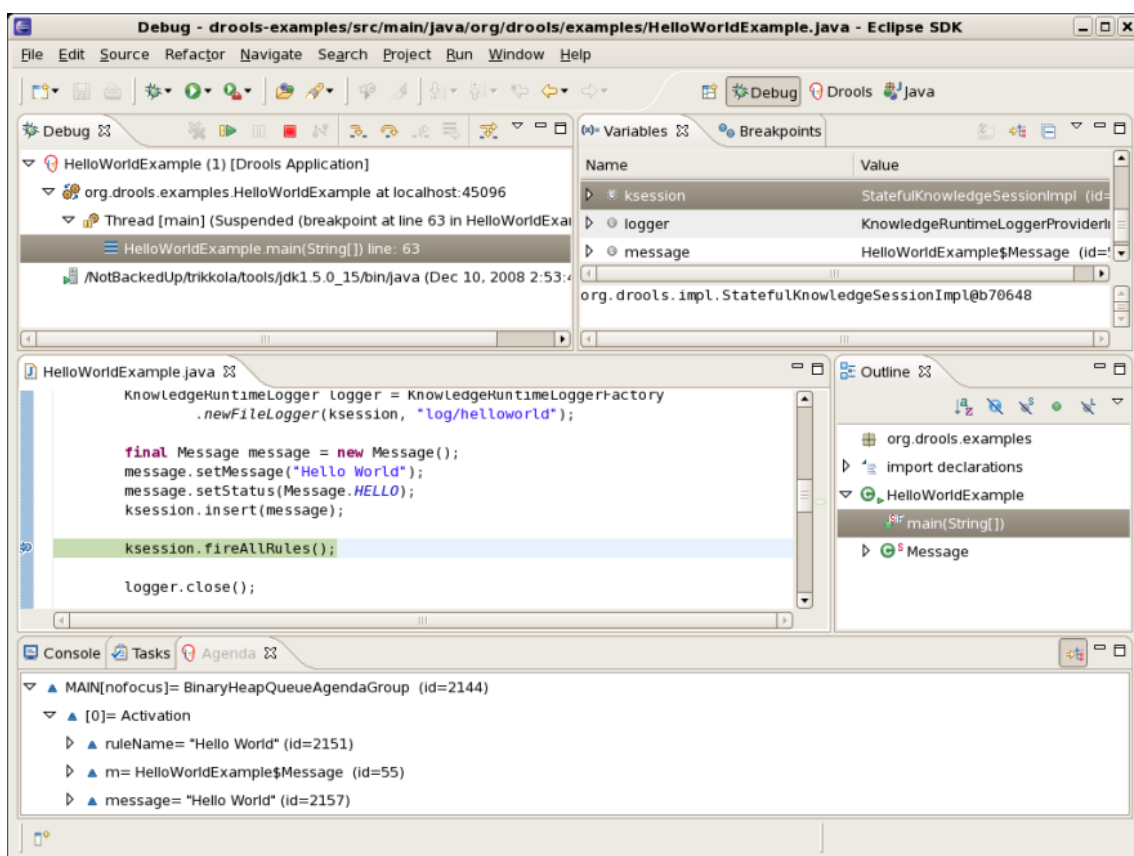 Debug - drools-examples/src/main/java/org/drools/examples/HelloWorldExample.java - Eclipse SDK
File Edit Source Refactor Navigate Search Project Run Window Help
Debug Drools Java
Debug
HelloWorldExample (1) [Drools Application]
org.drools.examples.HelloWorldExample at localhost:45096
Thread [main] (Suspended (breakpoint at line 63 in HelloWorldExa
HelloWorldExample.main(String[]) line: 63
/NotBackedUp/trikkola/tools/jdk1.5.0_15/bin/java (Dec 10, 2008 2:53:4
Variables Breakpoints
Name Value
ksession StatefulKnowledgeSessionImpl (id=
logger KnowledgeRuntimeLoggerProviderI
message HelloWorldExample$Message (id=5
org.drools.impl.StatefulKnowledgeSessionImpl@b70648
HelloWorldExample.java
KnowledgeRuntimeLogger logger = KnowledgeRuntimeLoggerFactory
.newFileLogger(ksession, "log/helloworld");
final Message message = new Message();
message.setMessage("Hello World");
message.setStatus(Message.HELLO);
ksession.insert(message);
ksession.fireAllRules();
logger.close();
Outline
org.drools.examples
import declarations
HelloWorldExample
main(String[])
Message
Console Tasks Agenda
MAIN[nofocus]= BinaryHeapQueueAgendaGroup (id=2144)
[0]= Activation
ruleName= "Hello World" (id=2151)
m= HelloWorldExample$Message (id=55)
message= "Hello World" (id=2157)